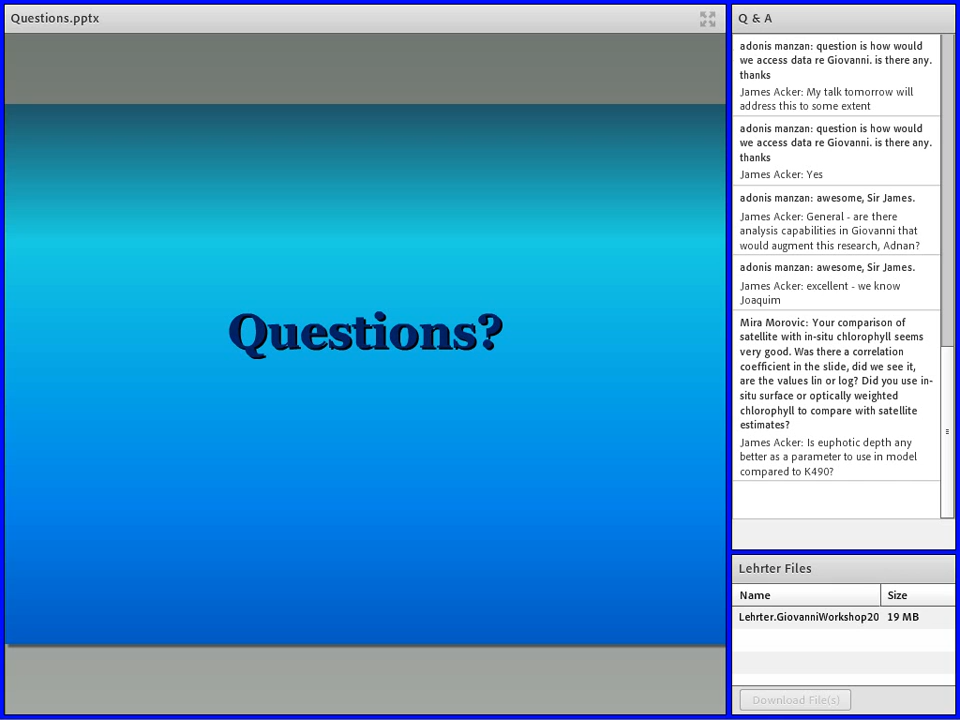 Questions.pptx
Questions?
Q & A
adonis manzan: question is how would
we access data re Giovanni. is there any.
thanks
James Acker: My talk tomorrow will
address this to some extent
adonis manzan: question is how would
we access data re Giovanni. is there any.
thanks
James Acker: Yes
adonis manzan: awesome, Sir James.
James Acker: General - are there
analysis capabilities in Giovanni that
would augment this research, Adnan?
adonis manzan: awesome, Sir James.
James Acker: excellent - we know
Joaquim
Mira Morovic: Your comparison of
satellite with in-situ chlorophyll seems
very good. Was there a correlation
coefficient in the slide, did we see it,
are the values lin or log? Did you use in-
situ surface or optically weighted
chlorophyll to compare with satellite
estimates?
James Acker: Is euphotic depth any
better as a parameter to use in model
compared to K490?
Lehrter Files
Name Size
Lehrter.GiovanniWorkshop20 19 MB
Download File(s)